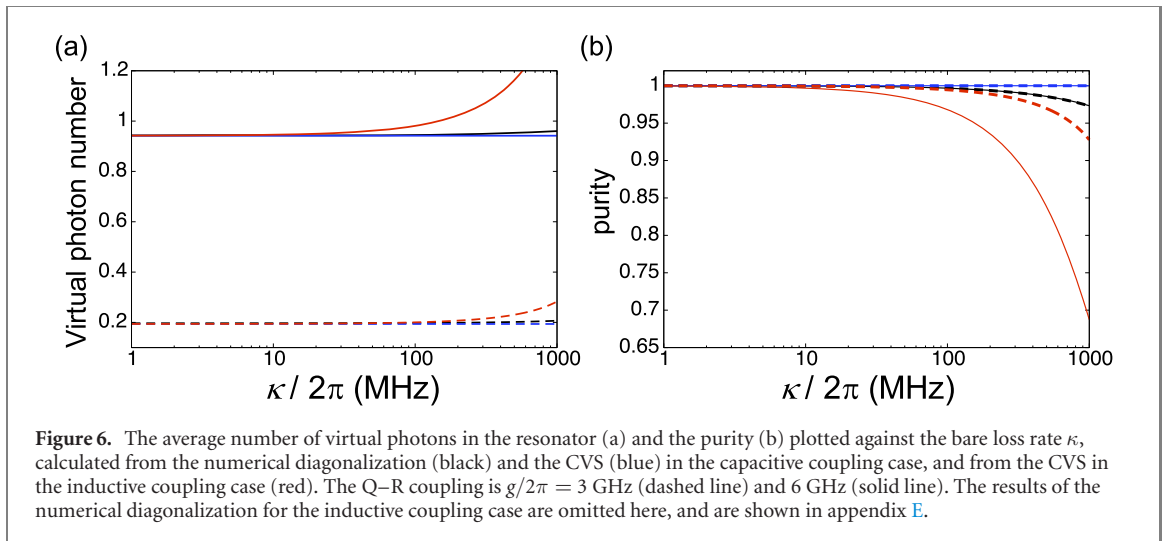 (a)
(b)
Virtual photon number
1.2
1
0.8
0.6
0.4
0.2
1
10
100
1000
κ / 2π (MHz)
purity
1
0.95
0.9
0.85
0.8
0.75
0.7
0.65
1
10
100
1000
κ / 2π (MHz)
Figure 6. The average number of virtual photons in the resonator (a) and the purity (b) plotted against the bare loss rate κ,
calculated from the numerical diagonalization (black) and the CVS (blue) in the capacitive coupling case, and from the CVS in
the inductive coupling case (red). The Q–R coupling is g/2π = 3 GHz (dashed line) and 6 GHz (solid line). The results of the
numerical diagonalization for the inductive coupling case are omitted here, and are shown in appendix E.